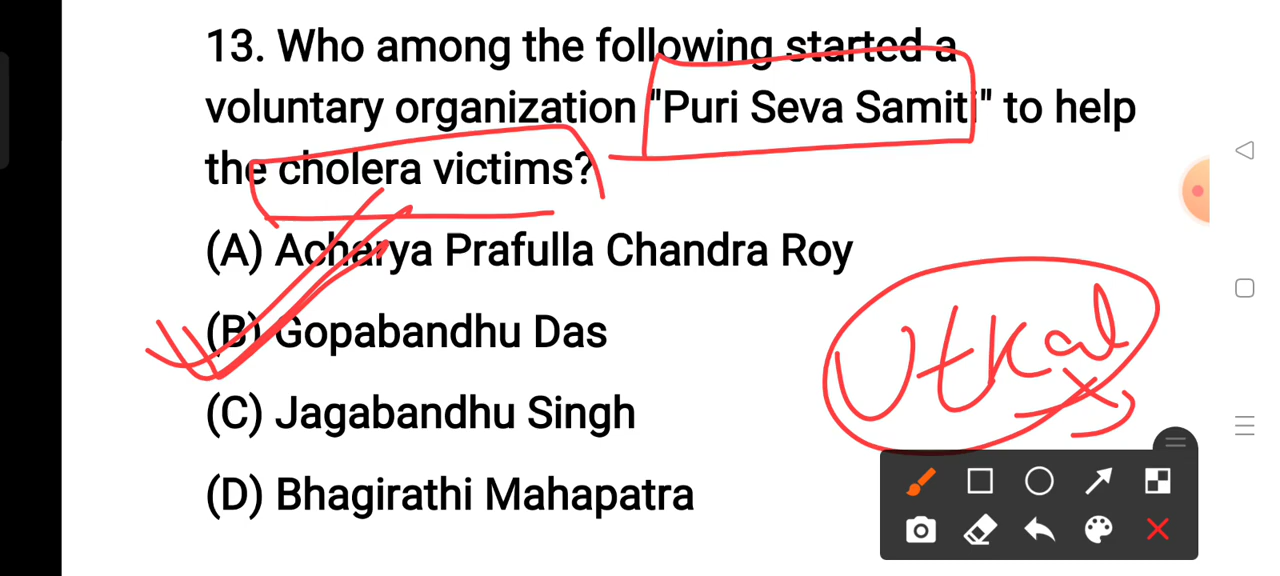 13. Who among the following started a
voluntary organization "Puri Seva Samiti" to help
the cholera victims?
(A) Acharya Prafulla Chandra Roy
(B) Gopabandhu Das
(C) Jagabandhu Singh
(D) Bhagirathi Mahapatra
Utkal